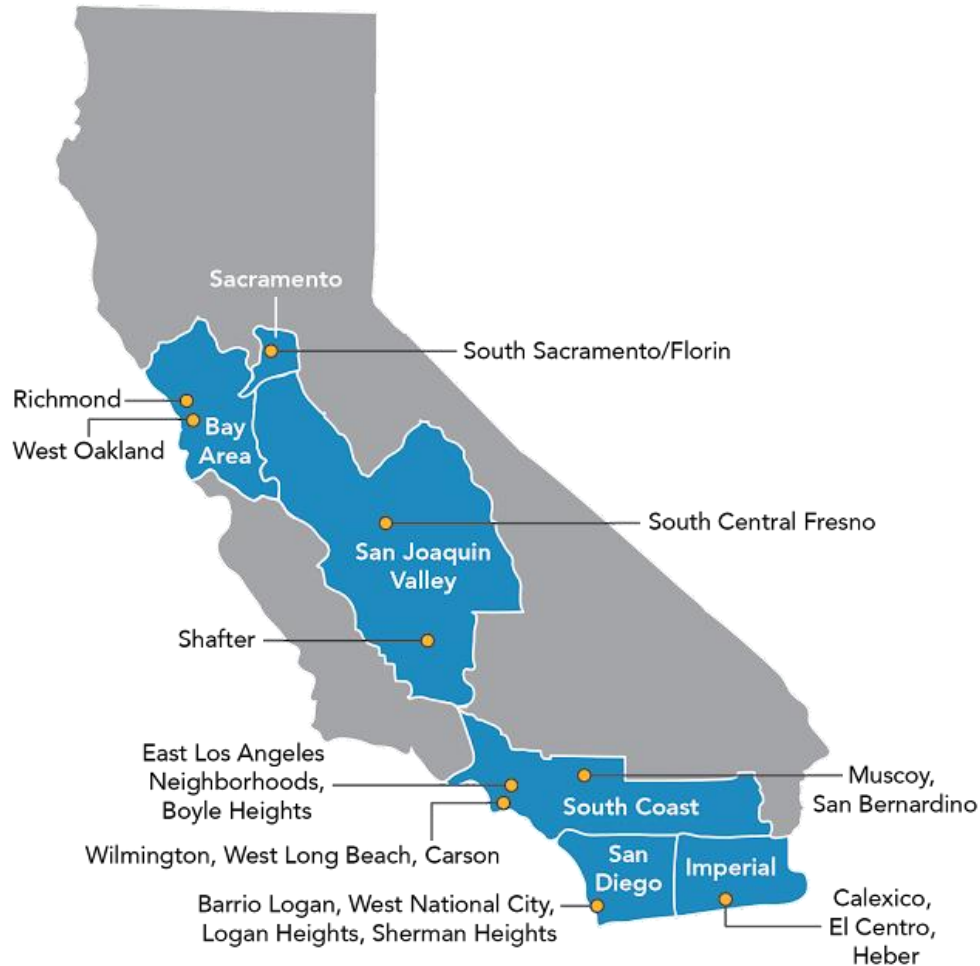 Sacramento
South Sacramento/Florin
Richmond
Bay
Area
West Oakland
South Central Fresno
San Joaquin
Valley
Shafter
East Los Angeles
Neighborhoods,
Boyle Heights
Muscoy,
San Bernardino
South Coast
Wilmington, West Long Beach, Carson
San
Diego
Imperial
Barrio Logan, West National City,
Logan Heights, Sherman Heights
Calexico,
El Centro,
Heber